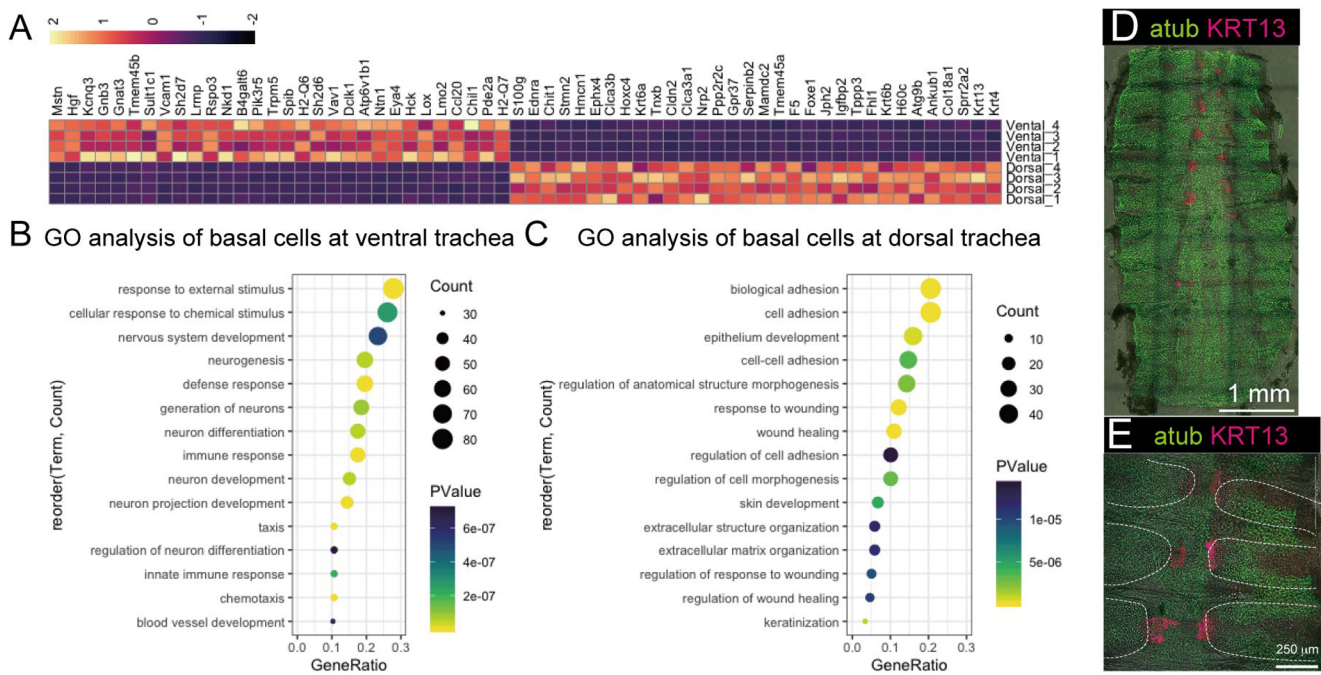 A
2
1
0
-1
-2
Mstn
Hgf
Kcnq3
Gnb3
Gnat3
Tmem45b
Sult1c1
Vcam1
Sh2d7
Lrmp
Rspo3
Nkd1
B4galt6
Pik3r5
Trpm5
Spib
H2-Q6
Sh2d6
Vav1
Dclk1
Atp6v1b1
Ntn1
Eya4
Hck
Lox
Lmo2
Ccl20
Chil1
Pde2a
H2-Q7
S100g
Ednra
Chit1
Stmn2
Hmcn1
Ephx4
Clca3b
Hoxc4
Krt6a
Tnxb
Cldn2
Clca3a1
Nrp2
Ppp2r2c
Gpr37
Serpinb2
Mamdc2
Tmem45a
F5
Foxe1
Jph2
Igfbp2
Tppp3
Fhl1
Krt6b
H60c
Atg9b
Ankub1
Col18a1
Sprr2a2
Krt13
Krt4
Vental_4
Vental_3
Vental_2
Vental_1
Dorsal_4
Dorsal_3
Dorsal_2
Dorsal_1
B GO analysis of basal cells at ventral trachea
reorder(Term, Count)
response to external stimulus
cellular response to chemical stimulus
nervous system development
neurogenesis
defense response
generation of neurons
neuron differentiation
immune response
neuron development
neuron projection development
taxis
regulation of neuron differentiation
innate immune response
chemotaxis
blood vessel development
0.0 0.1 0.2 0.3
GeneRatio
Count
30
40
50
60
70
80
PValue
6e-07
4e-07
2e-07
C GO analysis of basal cells at dorsal trachea
reorder(Term, Count)
biological adhesion
cell adhesion
epithelium development
cell-cell adhesion
regulation of anatomical structure morphogenesis
response to wounding
wound healing
regulation of cell adhesion
regulation of cell morphogenesis
skin development
extracellular structure organization
extracellular matrix organization
regulation of response to wounding
regulation of wound healing
keratinization
0.0 0.1 0.2 0.3
GeneRatio
Count
10
20
30
40
PValue
1e-05
5e-06
D atub KRT13
1 mm
E atub KRT13
250 µm